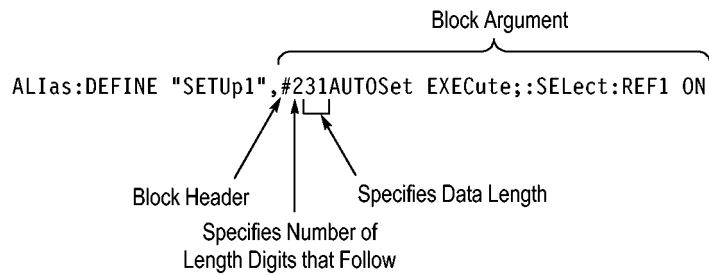 Block Argument
ALIas:DEFINE "SETUp1",#231AUTOSet EXECute;:SELect:REF1 ON
Block Header
Specifies Data Length
Specifies Number of
Length Digits that Follow